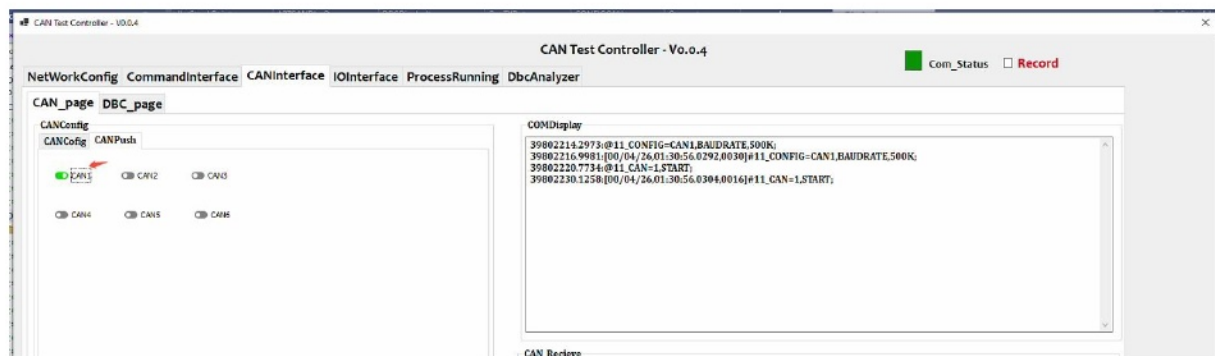 CAN Test Controller - V0.0.4
CAN Test Controller - V0.0.4
Com_Status Record
NetWorkConfig CommandInterface CANInterface IOInterface ProcessRunning DbcAnalyzer
CAN_page DBC_page
CANConfig
CANCofig CANPush
CAN1 CAN2 CAN3
CAN4 CAN5 CAN6
COMDisplay
39802214.2973:@11_CONFIG=CAN1,BAUDRATE,500K;
39802216.9981:[00/04/26,01:30:56.0292,0030]#11_CONFIG=CAN1,BAUDRATE,500K;
39802220.7734:@11_CAN=1,START;
39802230.1258:[00/04/26,01:30:56.0304,0016]#11_CAN=1,START;
CAN Recieve